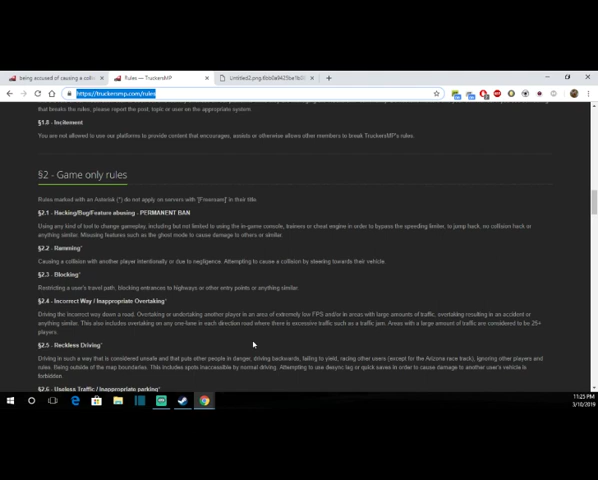 being accused of causing a colli
Rules — TruckersMP
https://truckersmp.com/rules
that breaks the rules, please report the post, topic or user on the appropriate system.
§1.8 - Incitement
You are not allowed to use our platforms to provide content that encourages, assists or otherwise allows other members to break TruckersMP's rules.
§2 - Game only rules
Rules marked with an Asterisk (*) do not apply on servers with '[Freeroam]' in their title.
§2.1 - Hacking/Bug/Feature abusing - PERMANENT BAN
Using any kind of tool to change gameplay, including but not limited to using the in-game console, trainers or cheat engine in order to bypass the speeding limiter, to jump hack, no collision hack or
anything similar. Misusing features such as the ghost mode to cause damage to others or similar.
§2.2 - Ramming*
Causing a collision with another player intentionally or due to negligence. Attempting to cause a collision by steering towards their vehicle.
§2.3 - Blocking*
Restricting a user's travel path, blocking entrances to highways or other entry points or anything similar.
§2.4 - Incorrect Way / Inappropriate Overtaking*
Driving the incorrect way down a road. Overtaking or undertaking another player in an area of extremely low FPS and/or in areas with large amounts of traffic, overtaking resulting in an accident or
anything similar. This also includes overtaking on any one-lane in each direction road where there is excessive traffic such as a traffic jam. Areas with a large amount of traffic are considered to be 25+
players.
§2.5 - Reckless Driving*
Driving in such a way that is considered unsafe and that puts other people in danger, driving backwards, failing to yield, racing other users (except for the Arizona race track), ignoring other players and
rules. Being outside of the map boundaries. This includes spots inaccessible by normal driving. Attempting to use desync lag or quick saves in order to cause damage to another user's vehicle is
forbidden.
§2.6 - Useless Traffic / Inappropriate parking*
11:25 PM
3/10/2019